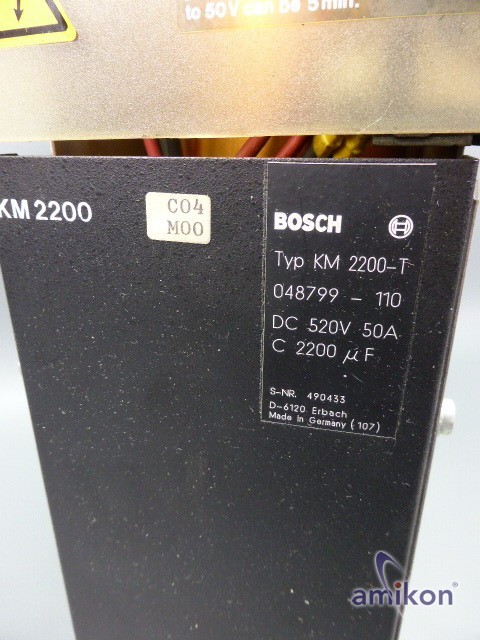 to 50V can be 5 min.
KM 2200
C04
M00
BOSCH
Typ KM 2200-T
048799 - 110
DC 520V 50A
C 2200 µF
S-NR. 490433
D-6120 Erbach
Made in Germany (107)
amikon®